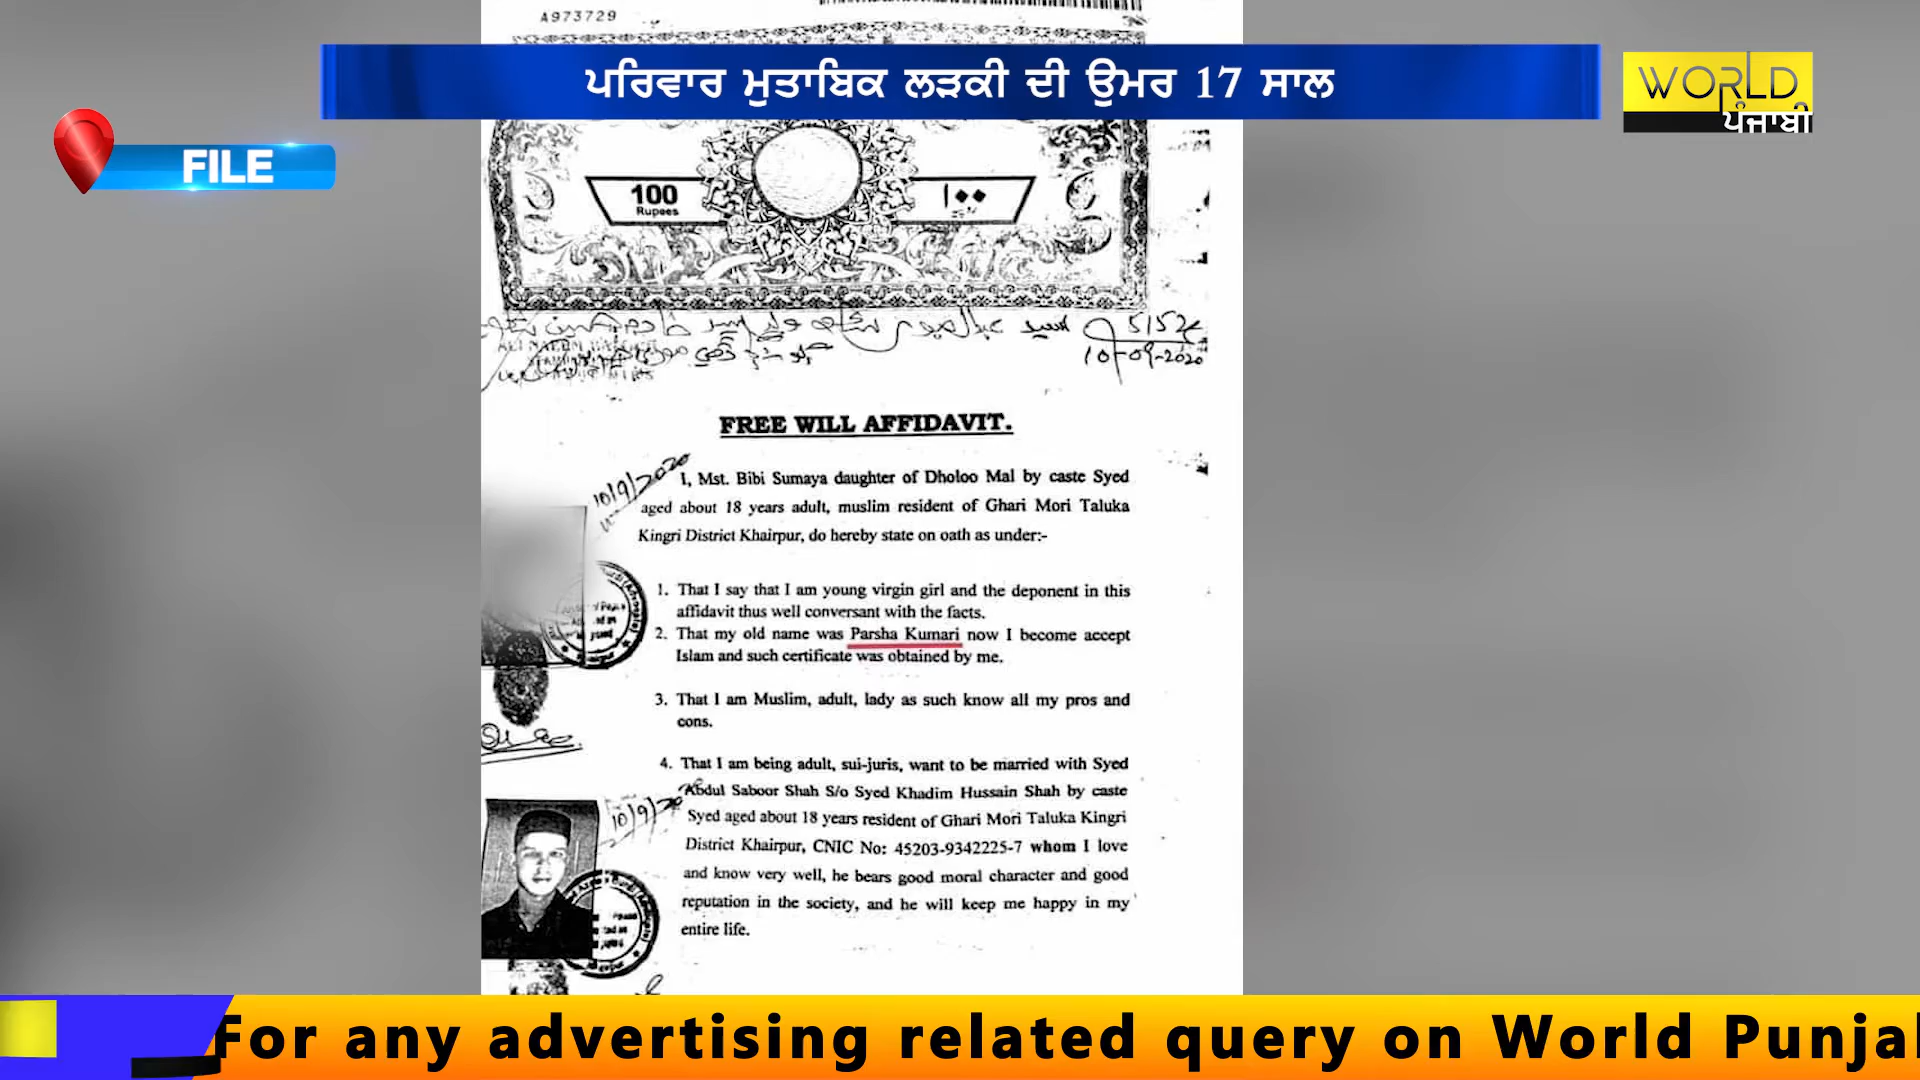 A973729
ਪਰਿਵਾਰ ਮੁਤਾਬਿਕ ਲੜਕੀ ਦੀ ਉਮਰ 17 ਸਾਲ
WORLD
ਪੰਜਾਬੀ
FILE
100
Rupees
۱۰۰
5152
10-09-2020
FREE WILL AFFIDAVIT.
10/9/2020
I, Mst. Bibi Sumaya daughter of Dholoo Mal by caste Syed
aged about 18 years adult, muslim resident of Ghari Mori Taluka
Kingri District Khairpur, do hereby state on oath as under:-
1. That I say that I am young virgin girl and the deponent in this
affidavit thus well conversant with the facts.
2. That my old name was Parsha Kumari now I become accept
Islam and such certificate was obtained by me.
3. That I am Muslim, adult, lady as such know all my pros and
cons.
4. That I am being adult, sui-juris, want to be married with Syed
Abdul Saboor Shah S/o Syed Khadim Hussain Shah by caste
10/9/20
Syed aged about 18 years resident of Ghari Mori Taluka Kingri
District Khairpur, CNIC No: 45203-9342225-7 whom I love
and know very well, he bears good moral character and good
reputation in the society, and he will keep me happy in my
entire life.
For any advertising related query on World Punja